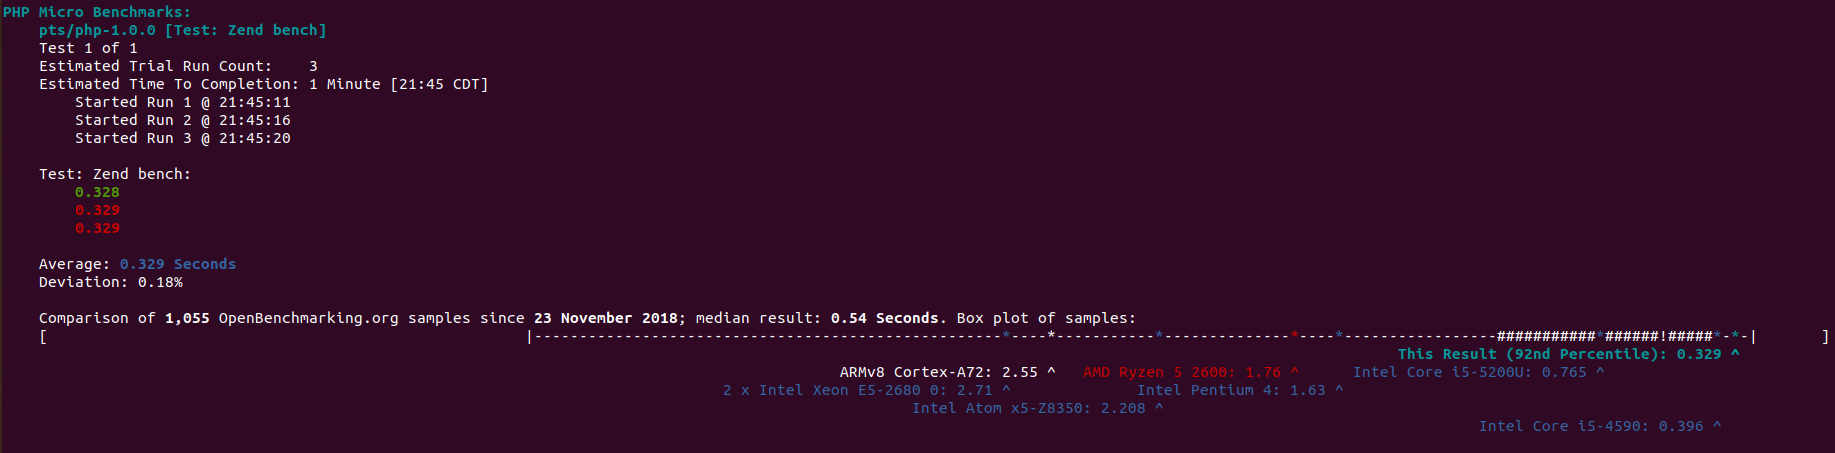 PHP Micro Benchmarks:
pts/php-1.0.0 [Test: Zend bench]
Test 1 of 1
Estimated Trial Run Count:    3
Estimated Time To Completion: 1 Minute [21:45 CDT]
Started Run 1 @ 21:45:11
Started Run 2 @ 21:45:16
Started Run 3 @ 21:45:20
Test: Zend bench:
0.328
0.329
0.329
Average: 0.329 Seconds
Deviation: 0.18%
Comparison of 1,055 OpenBenchmarking.org samples since 23 November 2018; median result: 0.54 Seconds. Box plot of samples:
[                                                     |----------------------------------------------------*----*-----------*--------------*----*-----------------###########*######!#####*-*-|       ]
This Result (92nd Percentile): 0.329 ^
ARMv8 Cortex-A72: 2.55 ^   AMD Ryzen 5 2600: 1.76 ^      Intel Core i5-5200U: 0.765 ^
2 x Intel Xeon E5-2680 0: 2.71 ^              Intel Pentium 4: 1.63 ^
Intel Atom x5-Z8350: 2.208 ^
Intel Core i5-4590: 0.396 ^